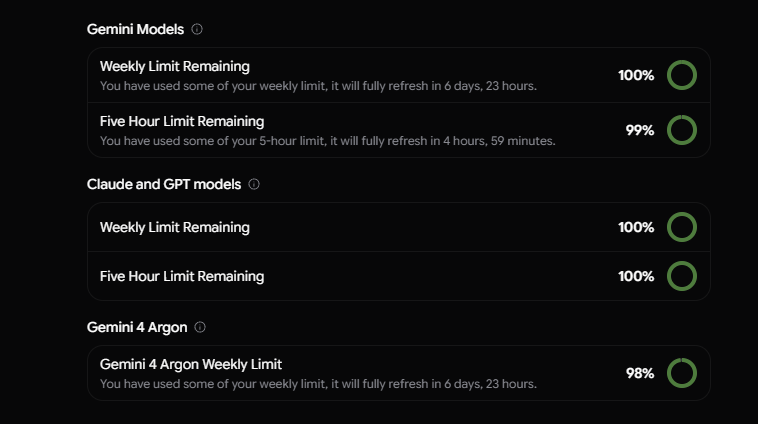 Gemini Models
Weekly Limit Remaining
You have used some of your weekly limit, it will fully refresh in 6 days, 23 hours.
100%
Five Hour Limit Remaining
You have used some of your 5-hour limit, it will fully refresh in 4 hours, 59 minutes.
99%
Claude and GPT models
Weekly Limit Remaining
100%
Five Hour Limit Remaining
100%
Gemini 4 Argon
Gemini 4 Argon Weekly Limit
You have used some of your weekly limit, it will fully refresh in 6 days, 23 hours.
98%